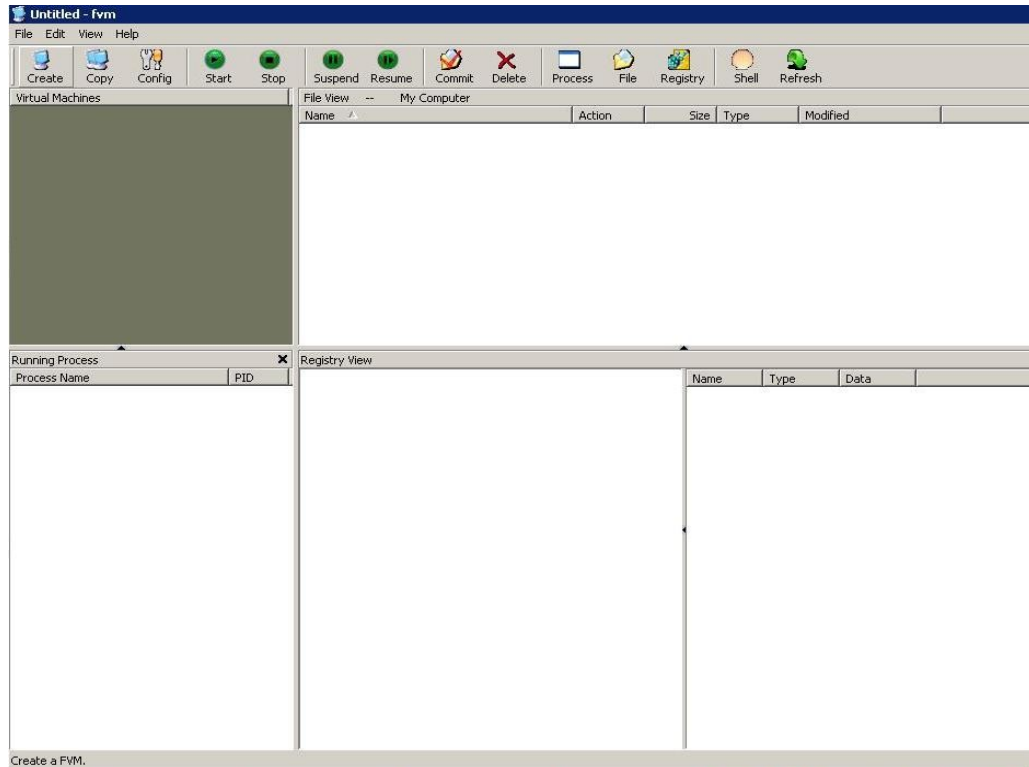 Untitled - fvm
File Edit View Help
Create Copy Config Start Stop Suspend Resume Commit Delete Process File Registry Shell Refresh
Virtual Machines
File View -- My Computer
Name Action Size Type Modified
Running Process
Process Name PID
Registry View
Name Type Data
Create a FVM.